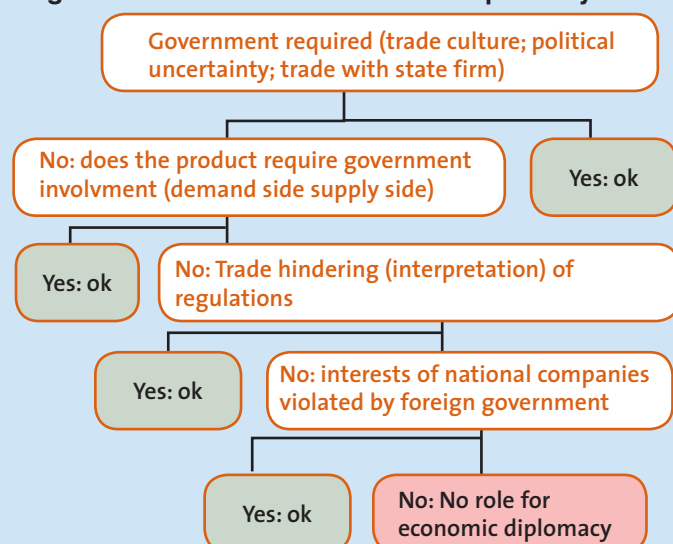 Government required (trade culture; political
uncertainty; trade with state firm)
No: does the product require government
involvment (demand side supply side)
Yes: ok
Yes: ok
No: Trade hindering (interpretation) of
regulations
Yes: ok
No: interests of national companies
violated by foreign government
Yes: ok
No: No role for
economic diplomacy